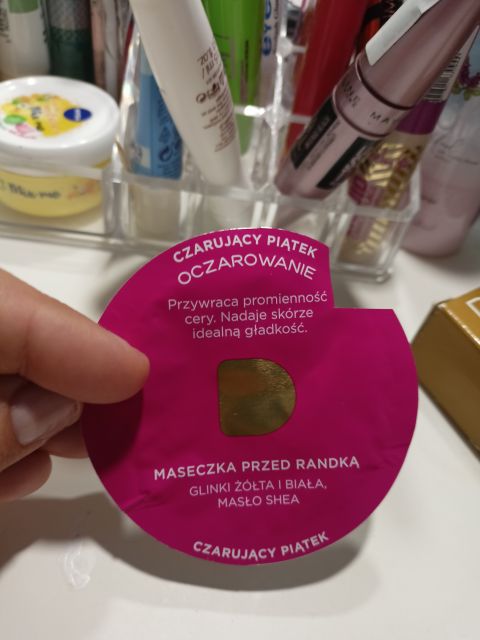 NIVEA
CZARUJĄCY PIĄTEK
OCZAROWANIE
Przywraca promienność
cery. Nadaje skórze
idealną gładkość.
MASECZKA PRZED RANDKĄ
GLINKI ŻÓŁTA I BIAŁA,
MASŁO SHEA
CZARUJĄCY PIĄTEK